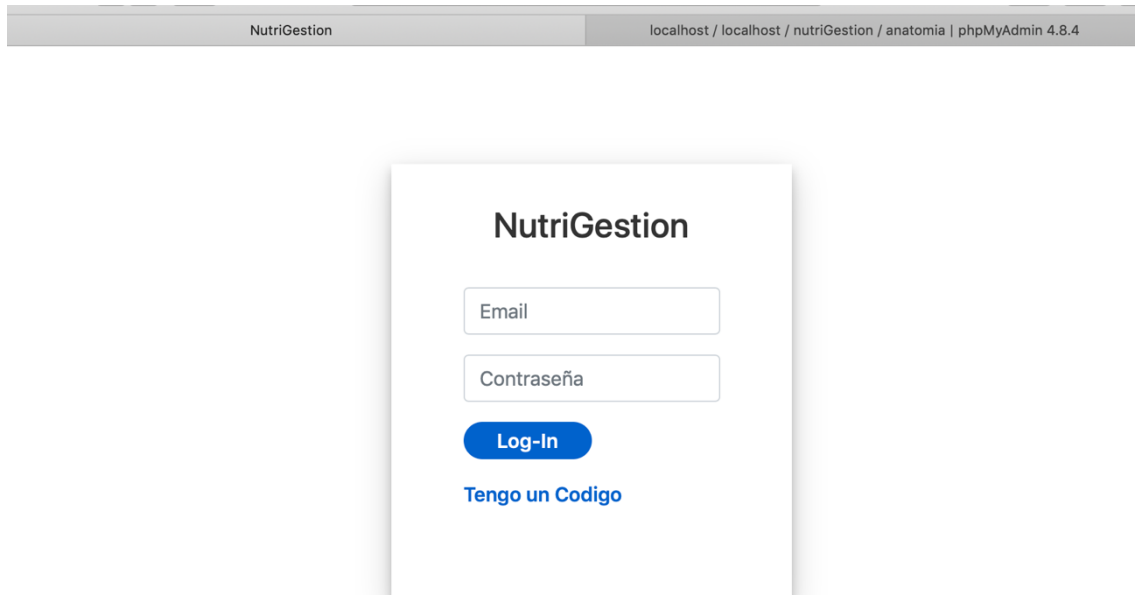 NutriGestion
localhost / localhost / nutriGestion / anatomia | phpMyAdmin 4.8.4
NutriGestion
Email
Contraseña
Log-In
Tengo un Codigo